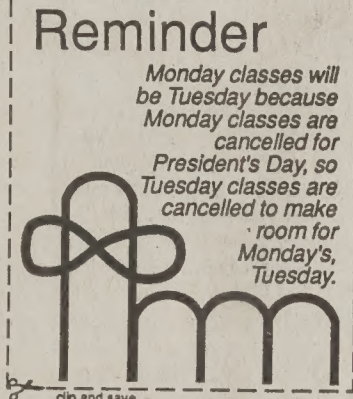 Reminder
Monday classes will
be Tuesday because
Monday classes are
cancelled for
President's Day, so
Tuesday classes are
cancelled to make
room for
Monday's,
Tuesday.
clip and save